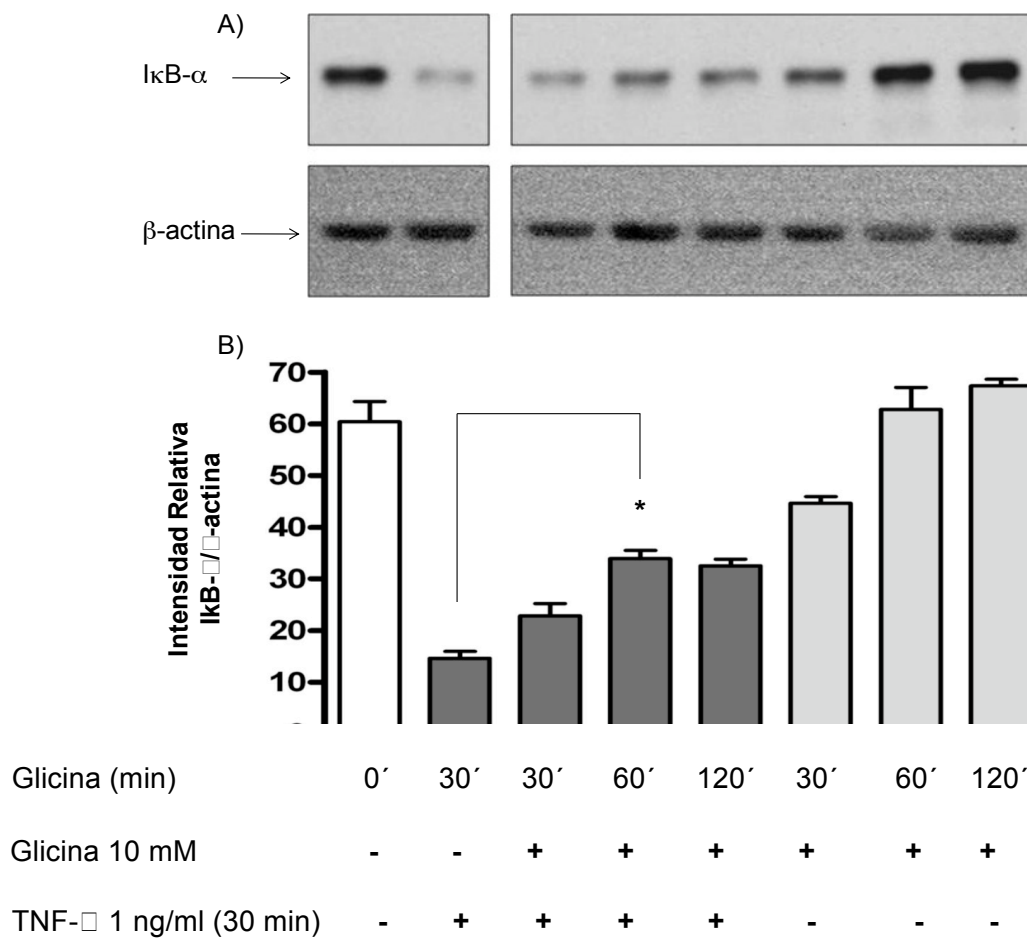 A)
IκB-α
β-actina
B)
70
60
50
40
30
20
10
Intensidad Relativa
IkB-□/□-actina
*
Glicina (min) 0´ 30´ 30´ 60´ 120´ 30´ 60´ 120´
Glicina 10 mM - - + + + + + +
TNF-□ 1 ng/ml (30 min) - + + + + - - -